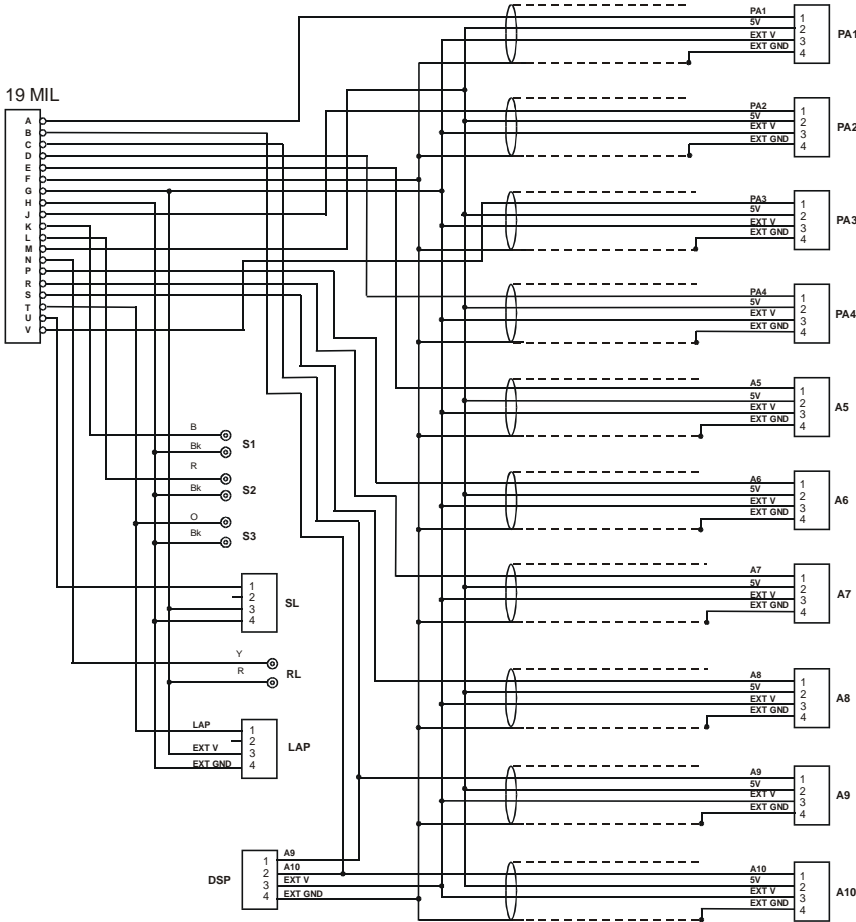 19 MIL
A
B
C
D
E
F
G
H
J
K
L
M
N
P
R
S
T
U
V
PA1
5V
EXT V
EXT GND
1
2
3
4
PA1
PA2
5V
EXT V
EXT GND
1
2
3
4
PA2
PA3
5V
EXT V
EXT GND
1
2
3
4
PA3
PA4
5V
EXT V
EXT GND
1
2
3
4
PA4
A5
5V
EXT V
EXT GND
1
2
3
4
A5
A6
5V
EXT V
EXT GND
1
2
3
4
A6
A7
5V
EXT V
EXT GND
1
2
3
4
A7
A8
5V
EXT V
EXT GND
1
2
3
4
A8
A9
5V
EXT V
EXT GND
1
2
3
4
A9
A10
5V
EXT V
EXT GND
1
2
3
4
A10
B
Bk
S1
R
Bk
S2
O
Bk
S3
1
2
3
4
SL
Y
R
RL
LAP
EXT V
EXT GND
1
2
3
4
LAP
DSP
1
2
3
4
A9
A10
EXT V
EXT GND